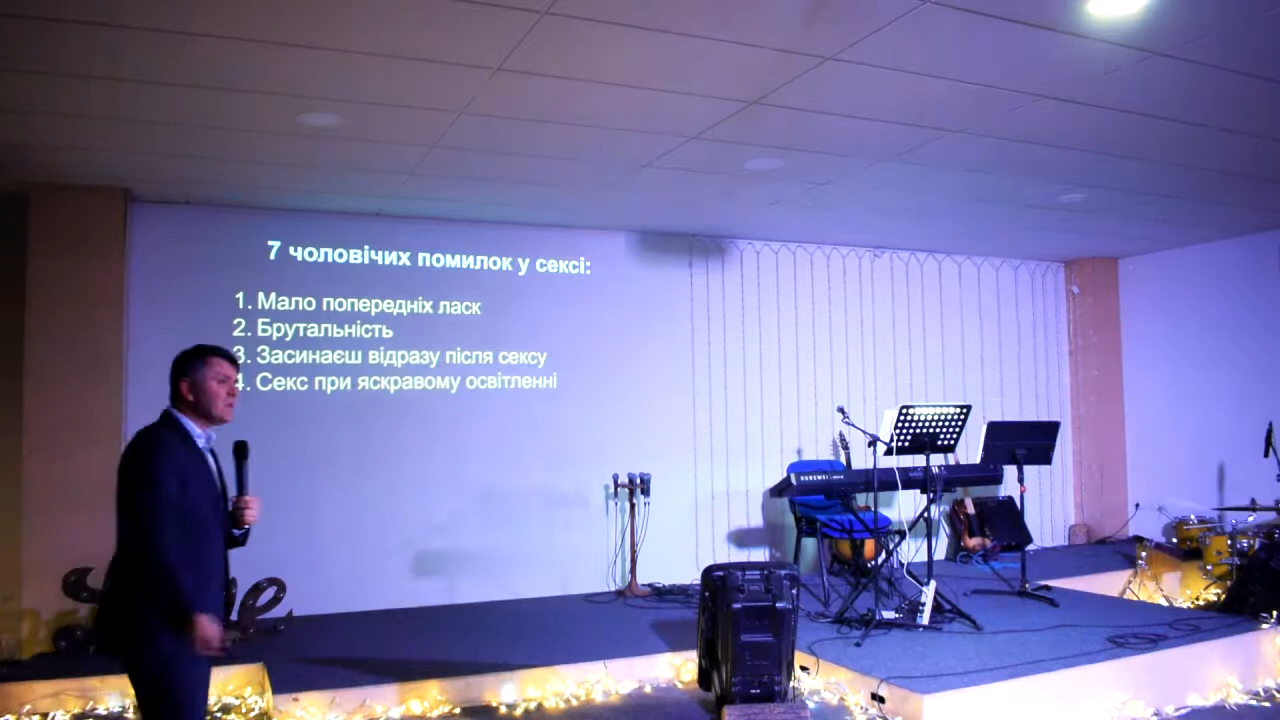 7 чоловічих помилок у сексі:
1. Мало попередніх ласк
2. Брутальність
3. Засинаєш відразу після сексу
4. Секс при яскравому освітленні
KURZWEIL